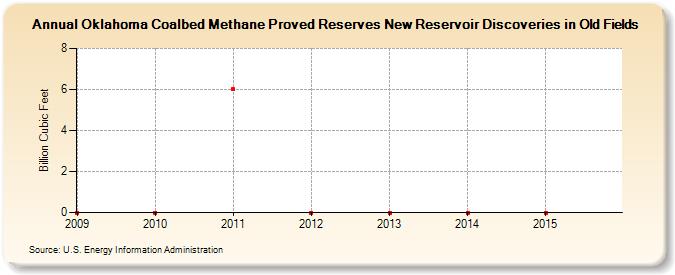 Annual Oklahoma Coalbed Methane Proved Reserves New Reservoir Discoveries in Old Fields
Billion Cubic Feet
8
6
4
2
0
2009 2010 2011 2012 2013 2014 2015
Source: U.S. Energy Information Administration